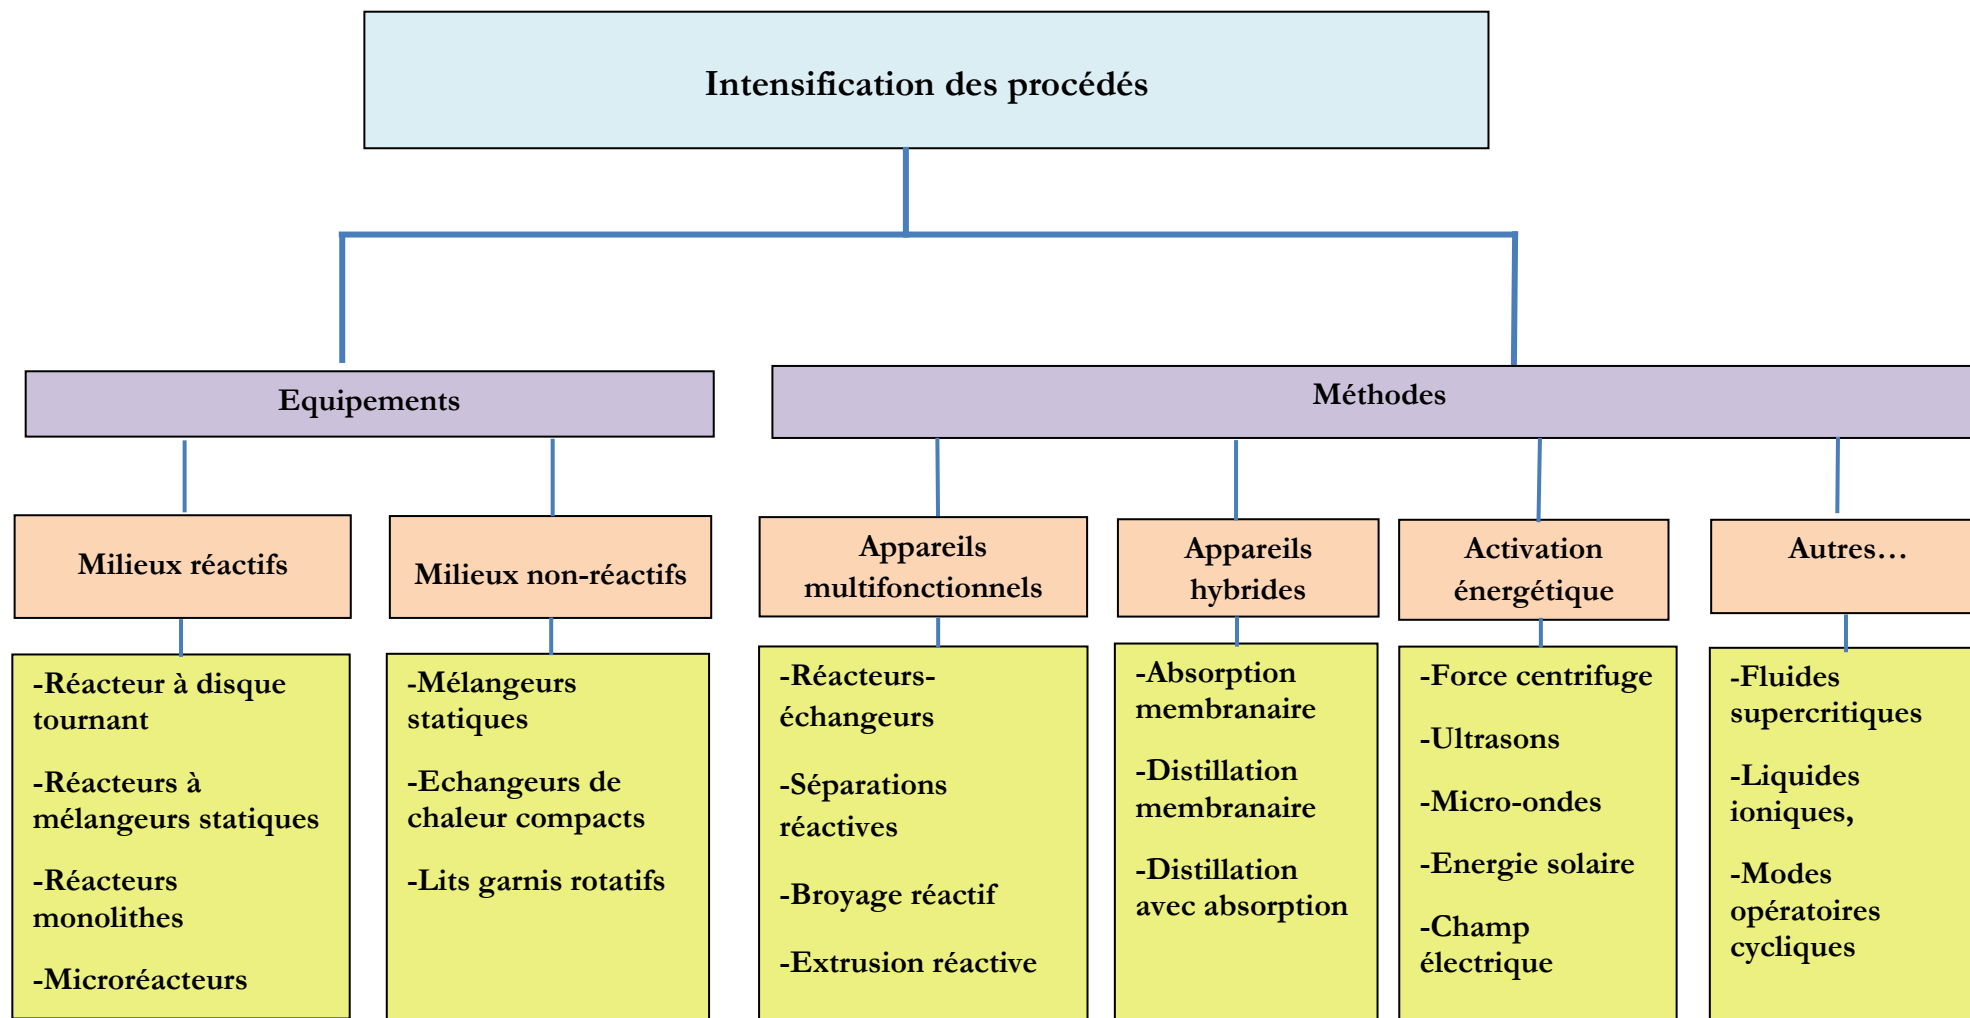 Intensification des procédés
Equipements
Méthodes
Milieux réactifs
Milieux non-réactifs
Appareils
multifonctionnels
Appareils
hybrides
Activation
énergétique
Autres…
-Réacteur à disque
tournant
-Réacteurs à
mélangeurs statiques
-Réacteurs
monolithes
-Microréacteurs
-Mélangeurs
statiques
-Echangeurs de
chaleur compacts
-Lits garnis rotatifs
-Réacteurs-
échangeurs
-Séparations
réactives
-Broyage réactif
-Extrusion réactive
-Absorption
membranaire
-Distillation
membranaire
-Distillation
avec absorption
-Force centrifuge
-Ultrasons
-Micro-ondes
-Energie solaire
-Champ
électrique
-Fluides
supercritiques
-Liquides
ioniques,
-Modes
opératoires
cycliques